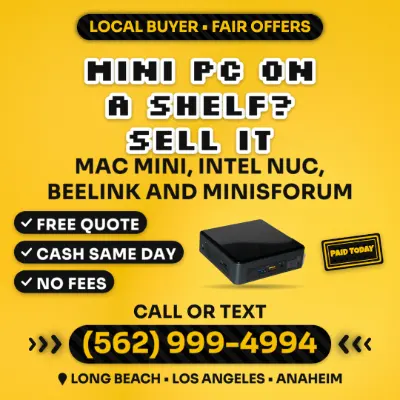 LOCAL BUYER • FAIR OFFERS
MINI PC ON
A SHELF?
SELL IT
MAC MINI, INTEL NUC,
BEELINK AND MINISFORUM
FREE QUOTE
CASH SAME DAY
NO FEES
PAID TODAY
CALL OR TEXT
(562) 999-4994
LONG BEACH • LOS ANGELES • ANAHEIM